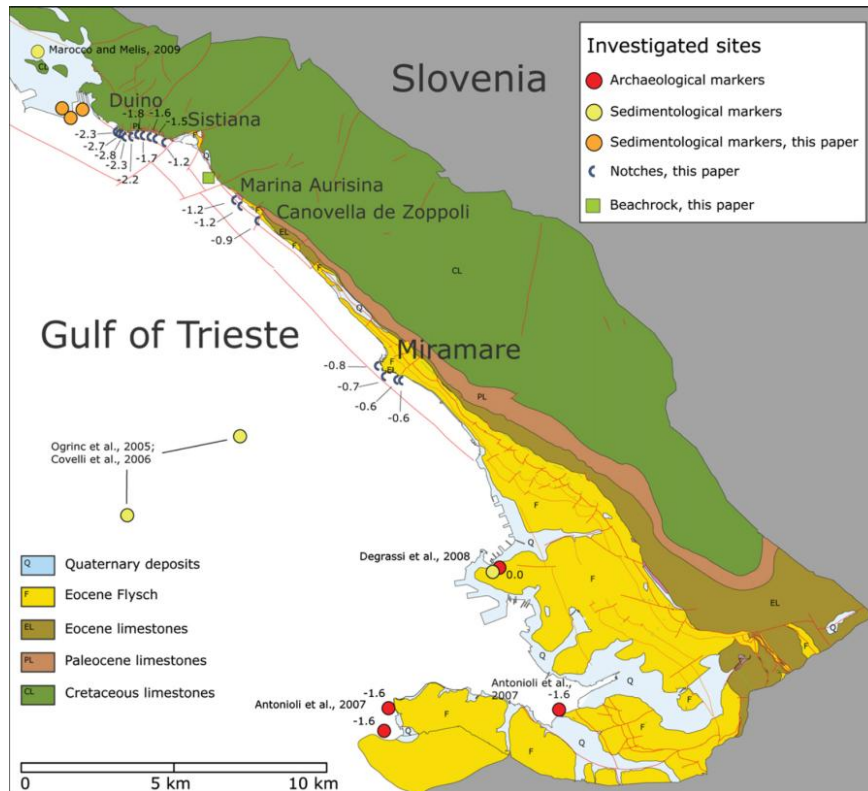 Marocco and Melis, 2009
CL
Slovenia
Investigated sites
Archaeological markers
Sedimentological markers
Sedimentological markers, this paper
Notches, this paper
Beachrock, this paper
Duino
-1.8
-1.6
-1.5
Sistiana
PL
F
Q
-2.3
-2.7
-2.8
-2.3
-2.2
-1.7
-1.2
Marina Aurisina
-1.2
-1.2
Canovella de Zoppoli
F
-0.9
EL
F
F
CL
Q
Gulf of Trieste
Miramare
F
EL
-0.8
-0.7
-0.6
-0.6
PL
Ogrinc et al., 2005;
Covelli et al., 2006
F
Q
Degrassi et al., 2008
0.0
F
F
Q
EL
Q
F
Q Quaternary deposits
F Eocene Flysch
EL Eocene limestones
PL Paleocene limestones
CL Cretaceous limestones
Antonioli et al.,
2007
-1.6
Q
F
-1.6
Antonioli et al., 2007
-1.6
F
Q
F
F
Q
0 5 km 10 km